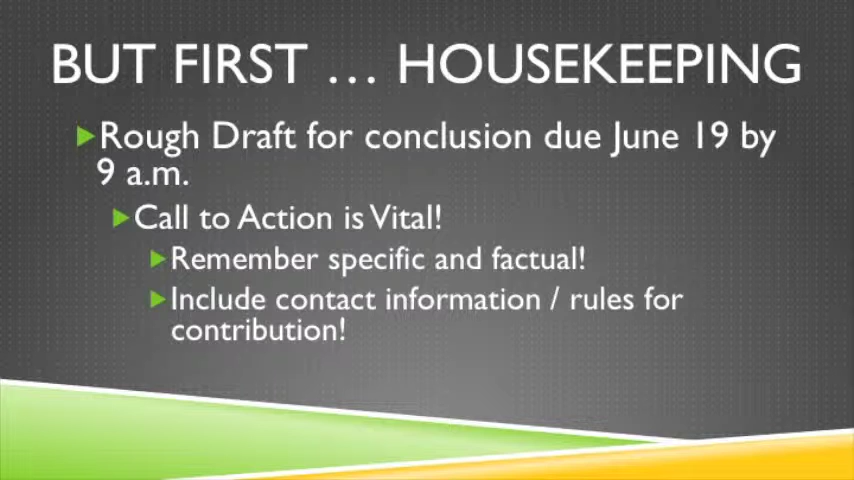 BUT FIRST … HOUSEKEEPING
Rough Draft for conclusion due June 19 by
9 a.m.
Call to Action is Vital!
Remember specific and factual!
Include contact information / rules for
contribution!